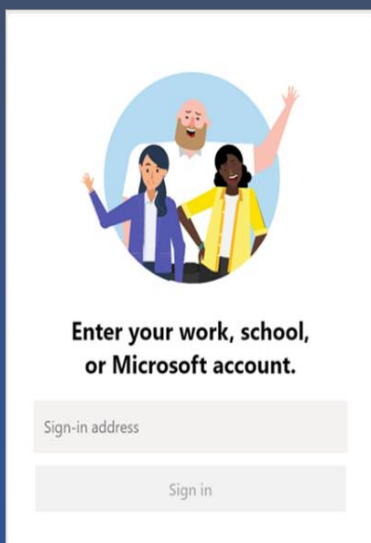 Enter your work, school,
or Microsoft account.
Sign-in address
Sign in